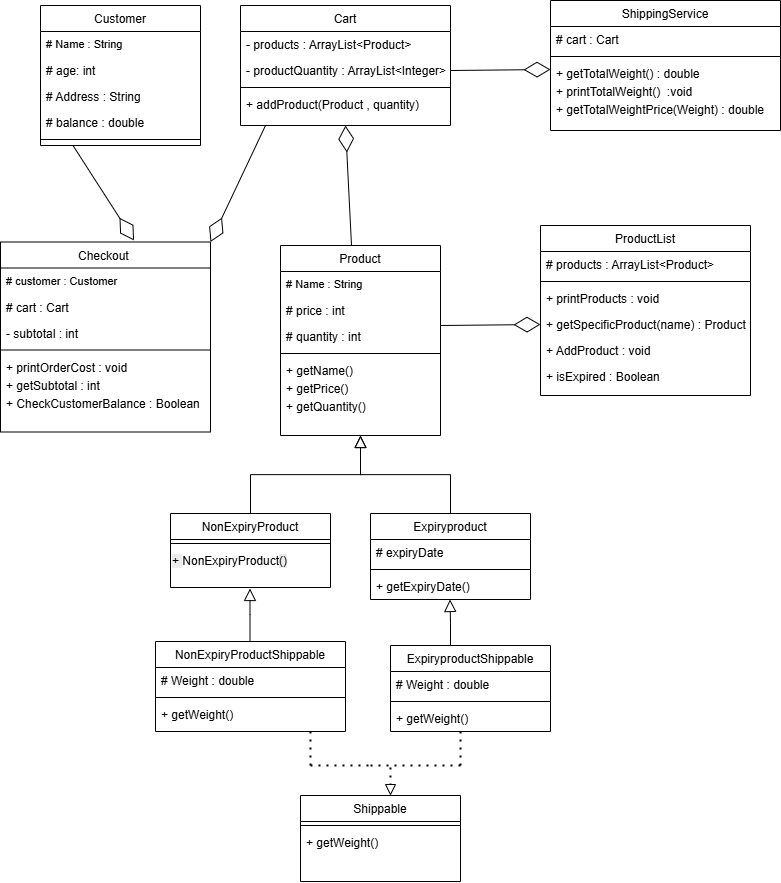 Customer
# Name : String
# age: int
# Address : String
# balance : double
Cart
- products : ArrayList<Product>
- productQuantity : ArrayList<Integer>
+ addProduct(Product , quantity)
ShippingService
# cart : Cart
+ getTotalWeight() : double
+ printTotalWeight() :void
+ getTotalWeightPrice(Weight) : double
Checkout
# customer : Customer
# cart : Cart
- subtotal : int
+ printOrderCost : void
+ getSubtotal : int
+ CheckCustomerBalance : Boolean
Product
# Name : String
# price : int
# quantity : int
+ getName()
+ getPrice()
+ getQuantity()
ProductList
# products : ArrayList<Product>
+ printProducts : void
+ getSpecificProduct(name) : Product
+ AddProduct : void
+ isExpired : Boolean
NonExpiryProduct
+ NonExpiryProduct()
Expiryproduct
# expiryDate
+ getExpiryDate()
NonExpiryProductShippable
# Weight : double
+ getWeight()
ExpiryproductShippable
# Weight : double
+ getWeight()
Shippable
+ getWeight()